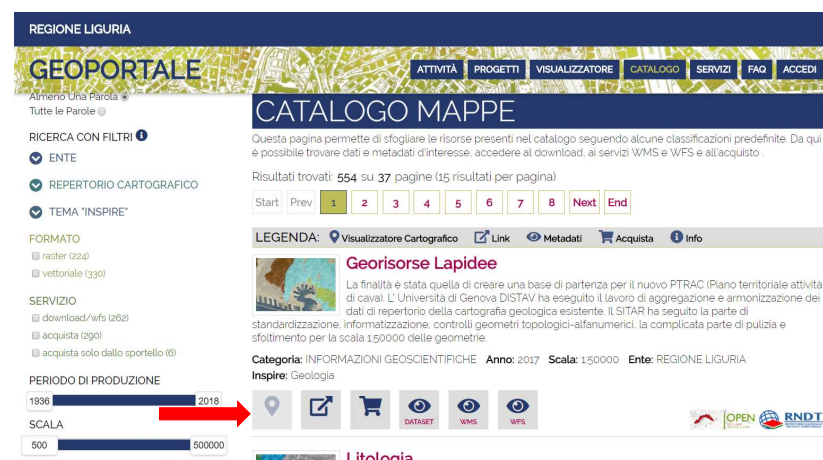 REGIONE LIGURIA
GEOPORTALE
ATTIVITÀ PROGETTI VISUALIZZATORE CATALOGO SERVIZI FAQ ACCEDI
Almeno Una Parola
Tutte le Parole
RICERCA CON FILTRI
ENTE
REPERTORIO CARTOGRAFICO
TEMA "INSPIRE"
FORMATO
raster (224)
vettoriale (330)
SERVIZIO
download/wfs (262)
acquista (290)
acquista solo dallo sportello (6)
PERIODO DI PRODUZIONE
1936 2018
SCALA
500 500000
CATALOGO MAPPE
Questa pagina permette di sfogliare le risorse presenti nel catalogo seguendo alcune classificazioni predefinite. Da qui
è possibile trovare dati e metadati d'interesse, accedere al download, ai servizi WMS e WFS e all'acquisto .
Risultati trovati: 554 su 37 pagine (15 risultati per pagina)
Start Prev 1 2 3 4 5 6 7 8 Next End
LEGENDA: Visualizzatore Cartografico Link Metadati Acquista Info
Georisorse Lapidee
La finalità è stata quella di creare una base di partenza per il nuovo PTRAC (Piano territoriale attività
di cava). L' Università di Genova DISTAV ha eseguito il lavoro di aggregazione e armonizzazione dei
dati di repertorio della cartografia geologica esistente. Il SITAR ha seguito la parte di
standardizzazione, informatizzazione, controlli geometri topologici-alfanumerici, la complicata parte di pulizia e
sfoltimento per la scala 1:50000 delle geometrie.
Categoria: INFORMAZIONI GEOSCIENTIFICHE Anno: 2017 Scala: 1:50000 Ente: REGIONE LIGURIA
Inspire: Geologia
DATASET WMS WFS
OPEN RNDT
Litologia